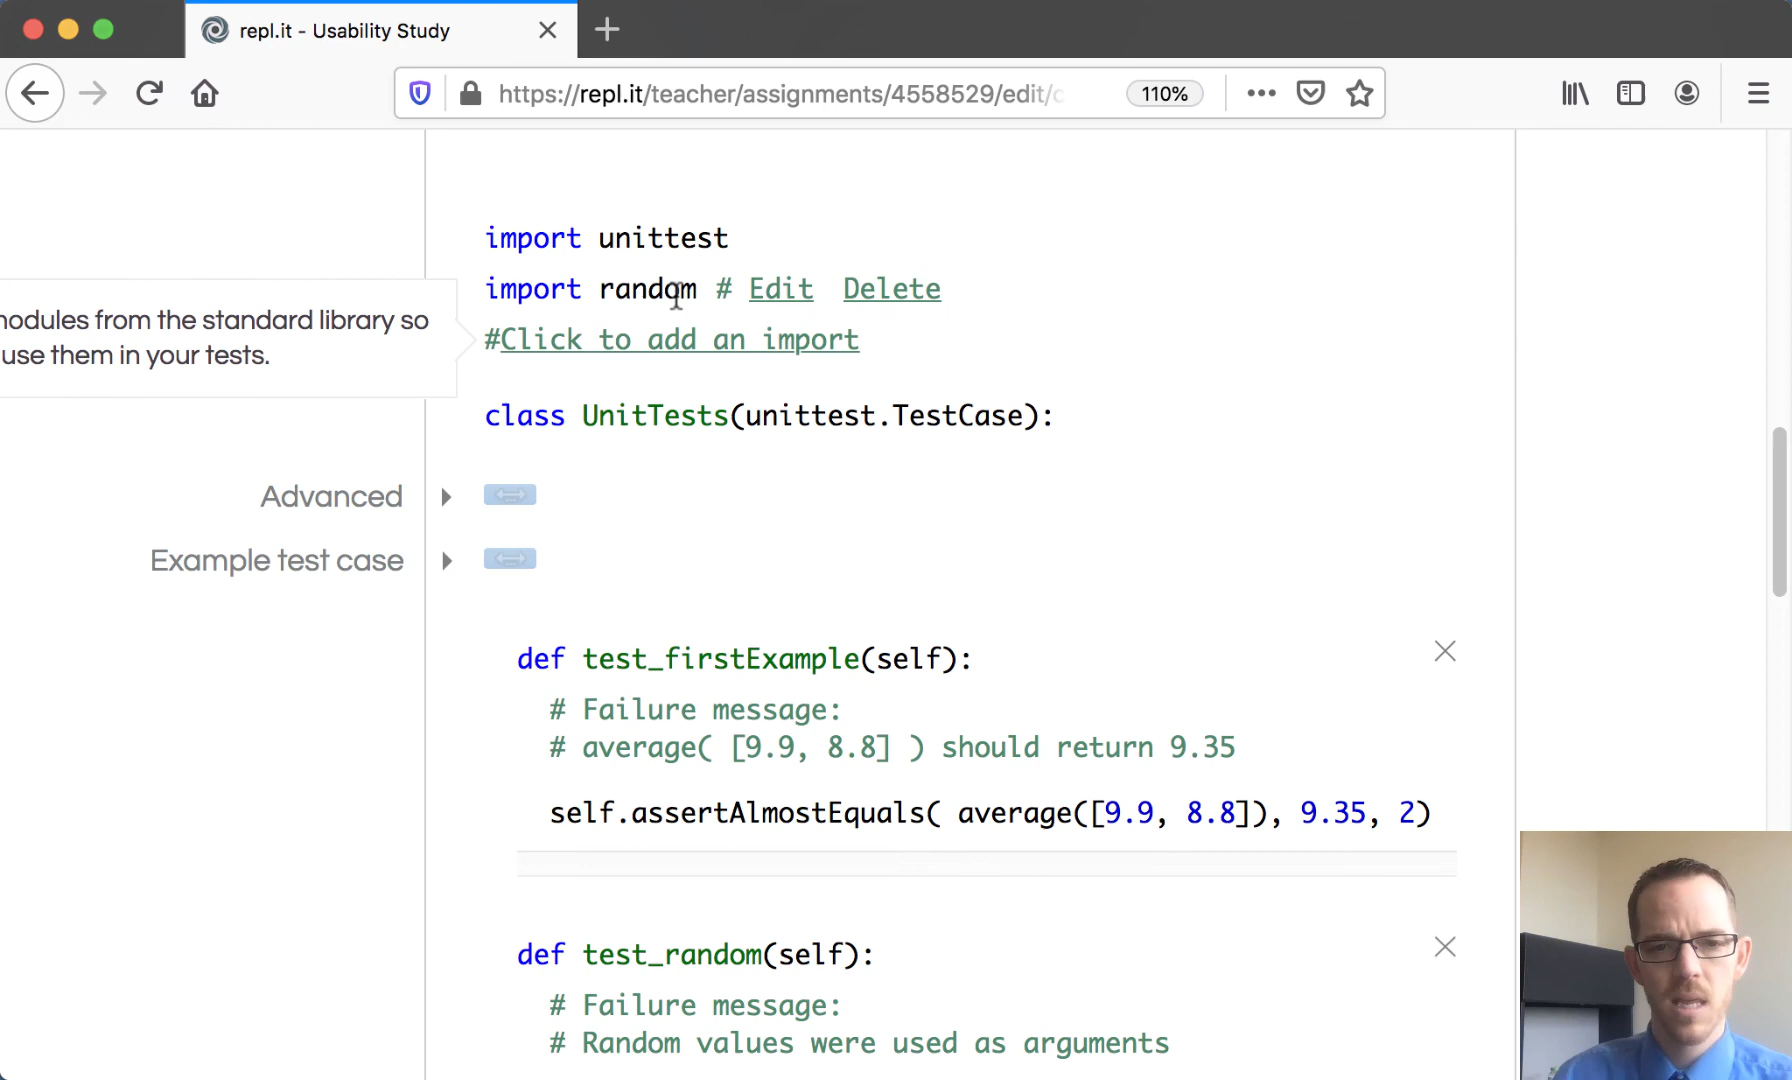 repl.it - Usability Study
https://repl.it/teacher/assignments/4558529/edit/
110%
import unittest
import random # Edit Delete
#Click to add an import
modules from the standard library so
use them in your tests.
class UnitTests(unittest.TestCase):
Advanced
Example test case
def test_firstExample(self):
# Failure message:
# average( [9.9, 8.8] ) should return 9.35
self.assertAlmostEquals( average([9.9, 8.8]), 9.35, 2)
def test_random(self):
# Failure message:
# Random values were used as arguments